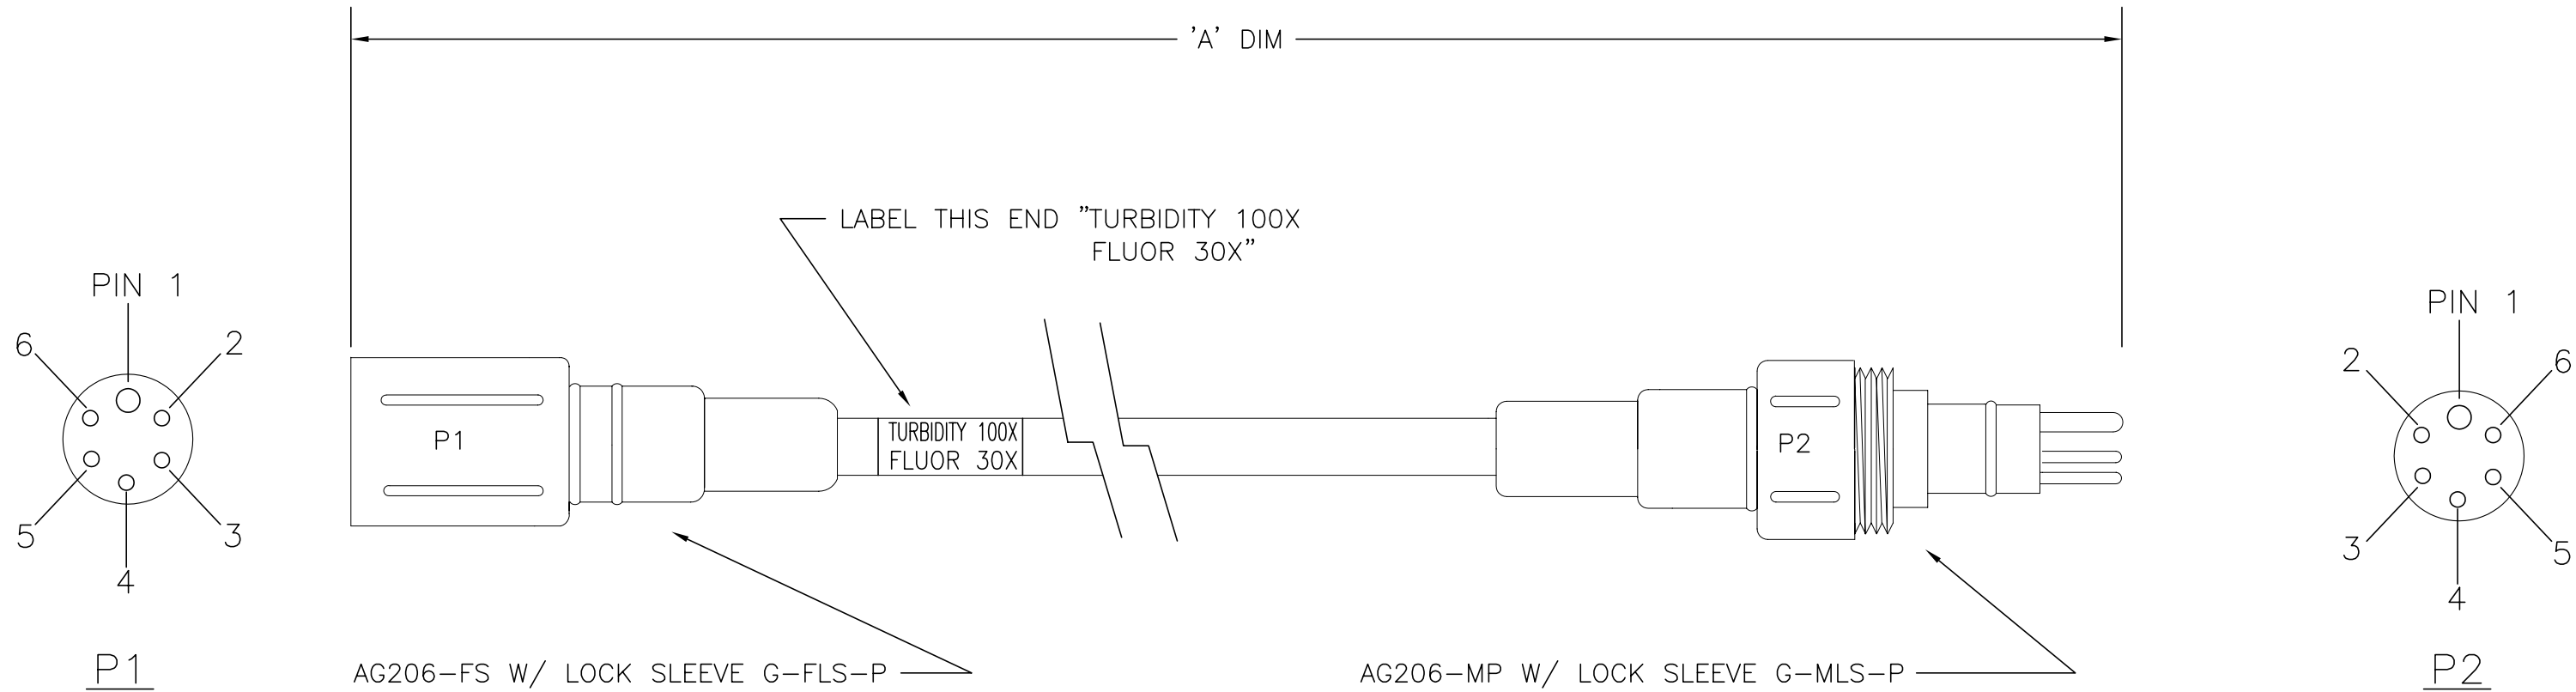 'A' DIM
LABEL THIS END "TURBIDITY 100X
FLUOR 30X"
PIN 1
6
2
5
3
4
P1
P1
TURBIDITY 100X
FLUOR 30X
P2
PIN 1
2
6
3
5
4
P2
AG206-FS W/ LOCK SLEEVE G-FLS-P
AG206-MP W/ LOCK SLEEVE G-MLS-P